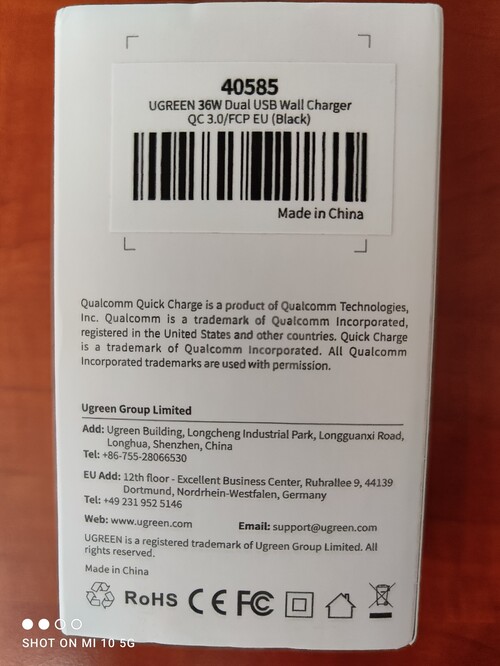 40585
UGREEN 36W Dual USB Wall Charger
QC 3.0/FCP EU (Black)
Made in China
Qualcomm Quick Charge is a product of Qualcomm Technologies,
Inc. Qualcomm is a trademark of Qualcomm Incorporated,
registered in the United States and other countries. Quick Charge
is a trademark of Qualcomm Incorporated. All Qualcomm
Incorporated trademarks are used with permission.
Ugreen Group Limited
Add: Ugreen Building, Longcheng Industrial Park, Longguanxi Road,
Longhua, Shenzhen, China
Tel: +86-755-28066530
EU Add: 12th floor - Excellent Business Center, Ruhrallee 9, 44139
Dortmund, Nordrhein-Westfalen, Germany
Tel: +49 231 952 5146
Web: www.ugreen.com Email: support@ugreen.com
UGREEN is a registered trademark of Ugreen Group Limited. All
rights reserved.
Made in China
RoHS CE FC
SHOT ON MI 10 5G